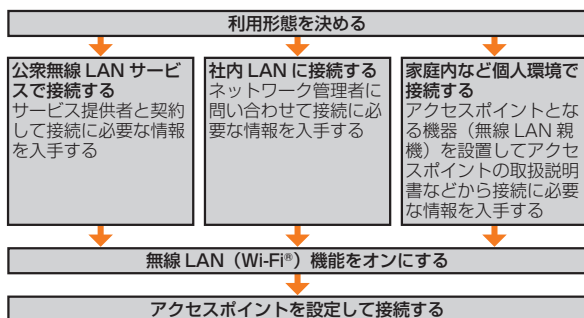 利用形態を決める
公衆無線 LAN サービ
スで接続する
サービス提供者と契約
して接続に必要な情報
を入手する
社内 LAN に接続する
ネットワーク管理者に
問い合わせて接続に必
要な情報を入手する
家庭内など個人環境で
接続する
アクセスポイントとな
る機器（無線 LAN 親
機）を設置してアクセ
スポイントの取扱説明
書などから接続に必要
な情報を入手する
無線 LAN（Wi-Fi®）機能をオンにする
アクセスポイントを設定して接続する